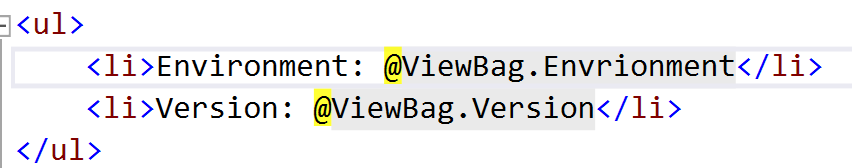 <ul>
<li>Environment: @ViewBag.Envrionment</li>
<li>Version: @ViewBag.Version</li>
</ul>